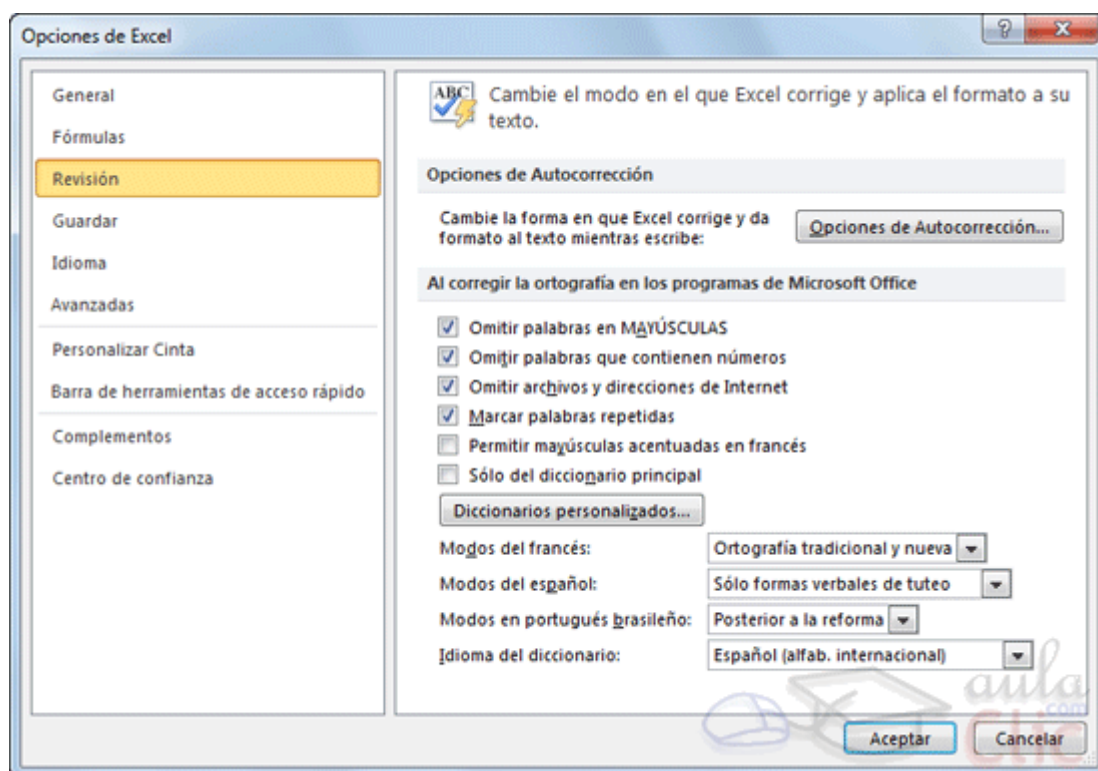 Opciones de Excel
General
Fórmulas
Revisión
Guardar
Idioma
Avanzadas
Personalizar Cinta
Barra de herramientas de acceso rápido
Complementos
Centro de confianza
ABC
Cambie el modo en el que Excel corrige y aplica el formato a su
texto.
Opciones de Autocorrección
Cambie la forma en que Excel corrige y da
formato al texto mientras escribe:
Opciones de Autocorrección...
Al corregir la ortografía en los programas de Microsoft Office
Omitir palabras en MAYÚSCULAS
Omitir palabras que contienen números
Omitir archivos y direcciones de Internet
Marcar palabras repetidas
Permitir mayúsculas acentuadas en francés
Sólo del diccionario principal
Diccionarios personalizados...
Modos del francés: Ortografía tradicional y nueva
Modos del español: Sólo formas verbales de tuteo
Modos en portugués brasileño: Posterior a la reforma
Idioma del diccionario: Español (alfab. internacional)
aula
.com
Clic
Aceptar Cancelar